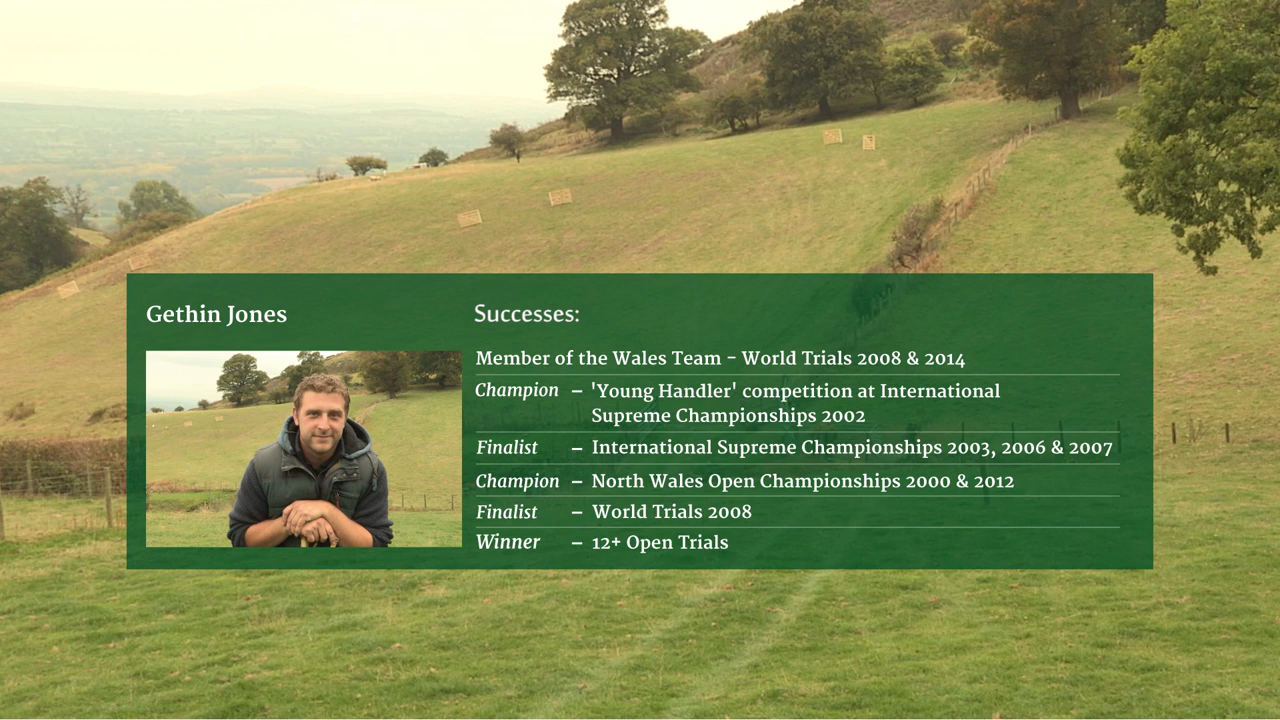 Gethin Jones
Successes:
Member of the Wales Team – World Trials 2008 & 2014
Champion – 'Young Handler' competition at International
Supreme Championships 2002
Finalist – International Supreme Championships 2003, 2006 & 2007
Champion – North Wales Open Championships 2000 & 2012
Finalist – World Trials 2008
Winner – 12+ Open Trials